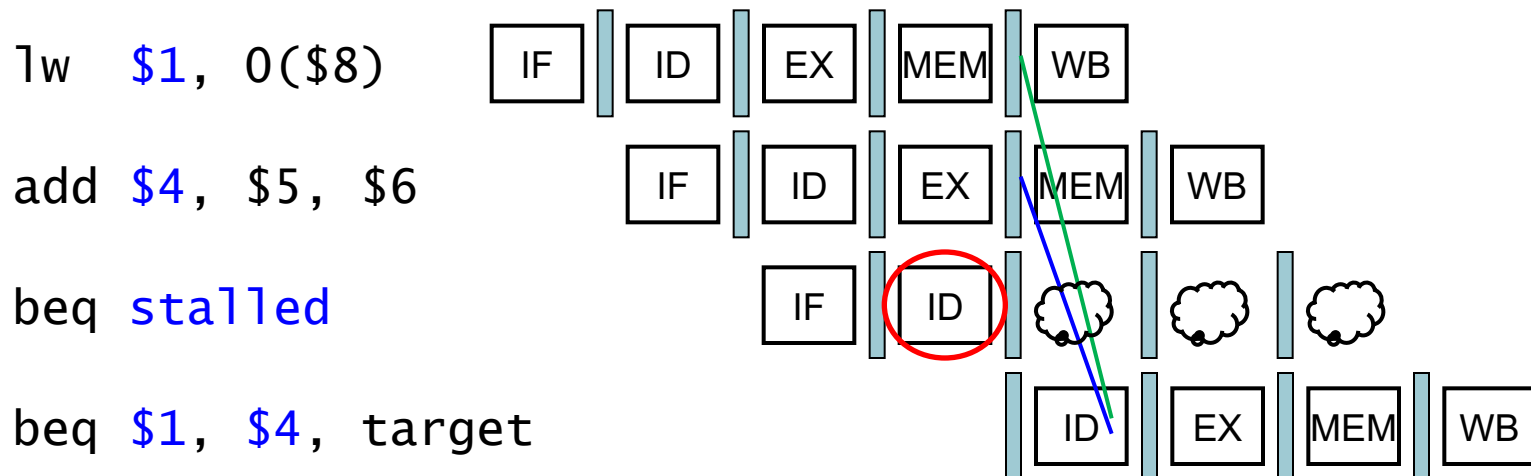 lw $1, 0($8) IF ID EX MEM WB
add $4, $5, $6 IF ID EX MEM WB
beq stalled IF ID
beq $1, $4, target ID EX MEM WB